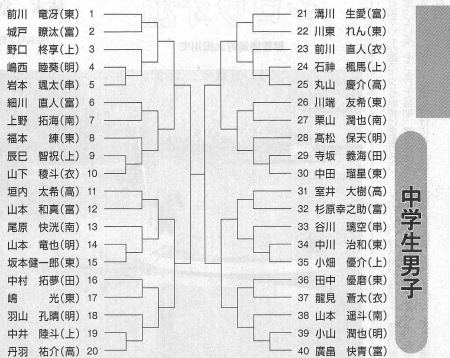 前川 竜冴(東) 1
城戸 瞭汰(富) 2
野口 柊享(上) 3
嶋西 陸葵(明) 4
岩本 颯太(串) 5
細川 直人(富) 6
上野 拓海(南) 7
福本 練(東) 8
辰巳 智祝(上) 9
山下 稜斗(衣) 10
垣内 太希(高) 11
山本 和真(富) 12
尾原 快洸(南) 13
山本 竜也(明) 14
坂本健一郎(東) 15
中村 拓夢(田) 16
嶋 光(東) 17
羽山 孔晴(明) 18
中井 陸斗(上) 19
丹羽 祐介(高) 20
21 溝川 生愛(富)
22 川東 れん(東)
23 前川 直人(衣)
24 石神 楓馬(上)
25 丸山 慶介(高)
26 川端 友希(東)
27 栗山 潤也(南)
28 髙松 保天(明)
29 寺坂 義海(田)
30 中田 瑠星(東)
31 室井 大樹(高)
32 杉原幸之助(富)
33 谷川 璃空(串)
34 中川 治和(東)
35 小畑 優介(上)
36 田中 優磨(東)
37 龍見 蒼太(衣)
38 山本 遥斗(南)
39 小山 潤也(明)
40 廣畠 快青(富)
中学生男子